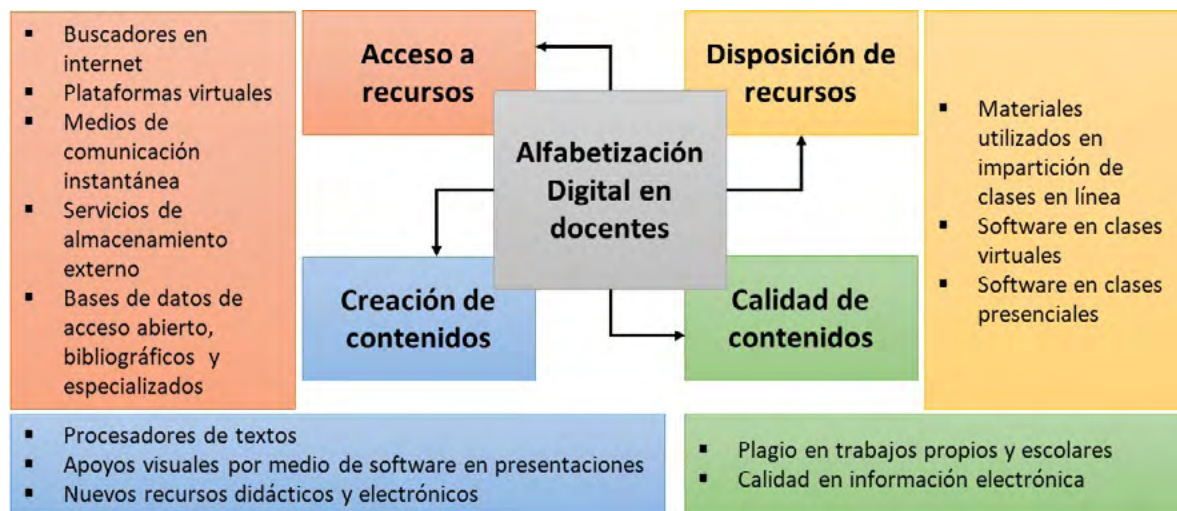 ▪ Buscadores en
internet
▪ Plataformas virtuales
▪ Medios de
comunicación
instantánea
▪ Servicios de
almacenamiento
externo
▪ Bases de datos de
acceso abierto,
bibliográficos y
especializados
Acceso a
recursos
Disposición de
recursos
Alfabetización
Digital en
docentes
Creación de
contenidos
Calidad de
contenidos
▪ Materiales
utilizados en
impartición de
clases en línea
▪ Software en clases
virtuales
▪ Software en clases
presenciales
▪ Procesadores de textos
▪ Apoyos visuales por medio de software en presentaciones
▪ Nuevos recursos didácticos y electrónicos
▪ Plagio en trabajos propios y escolares
▪ Calidad en información electrónica